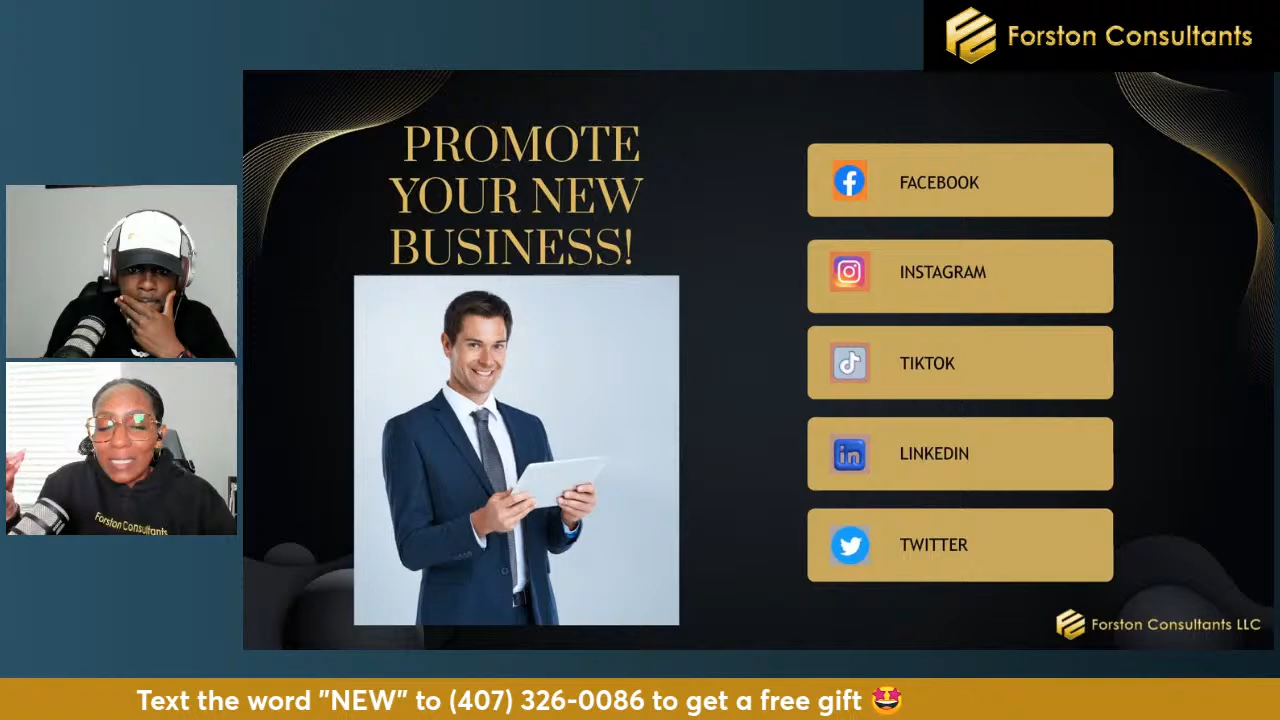 Forston Consultants
PROMOTE
YOUR NEW
BUSINESS!
FACEBOOK
INSTAGRAM
TIKTOK
in
LINKEDIN
TWITTER
Forston Consultants
Forston Consultants LLC
Text the word "NEW" to (407) 326-0086 to get a free gift 🤩